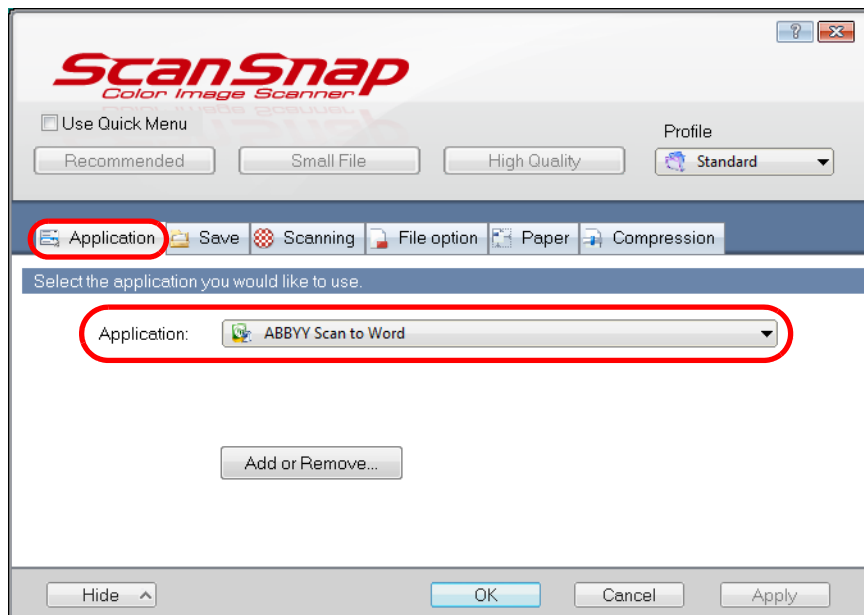 ScanSnap
Color Image Scanner
Use Quick Menu
Profile
Recommended Small File High Quality Standard
Application Save Scanning File option Paper Compression
Select the application you would like to use.
Application: ABBYY Scan to Word
Add or Remove...
Hide OK Cancel Apply